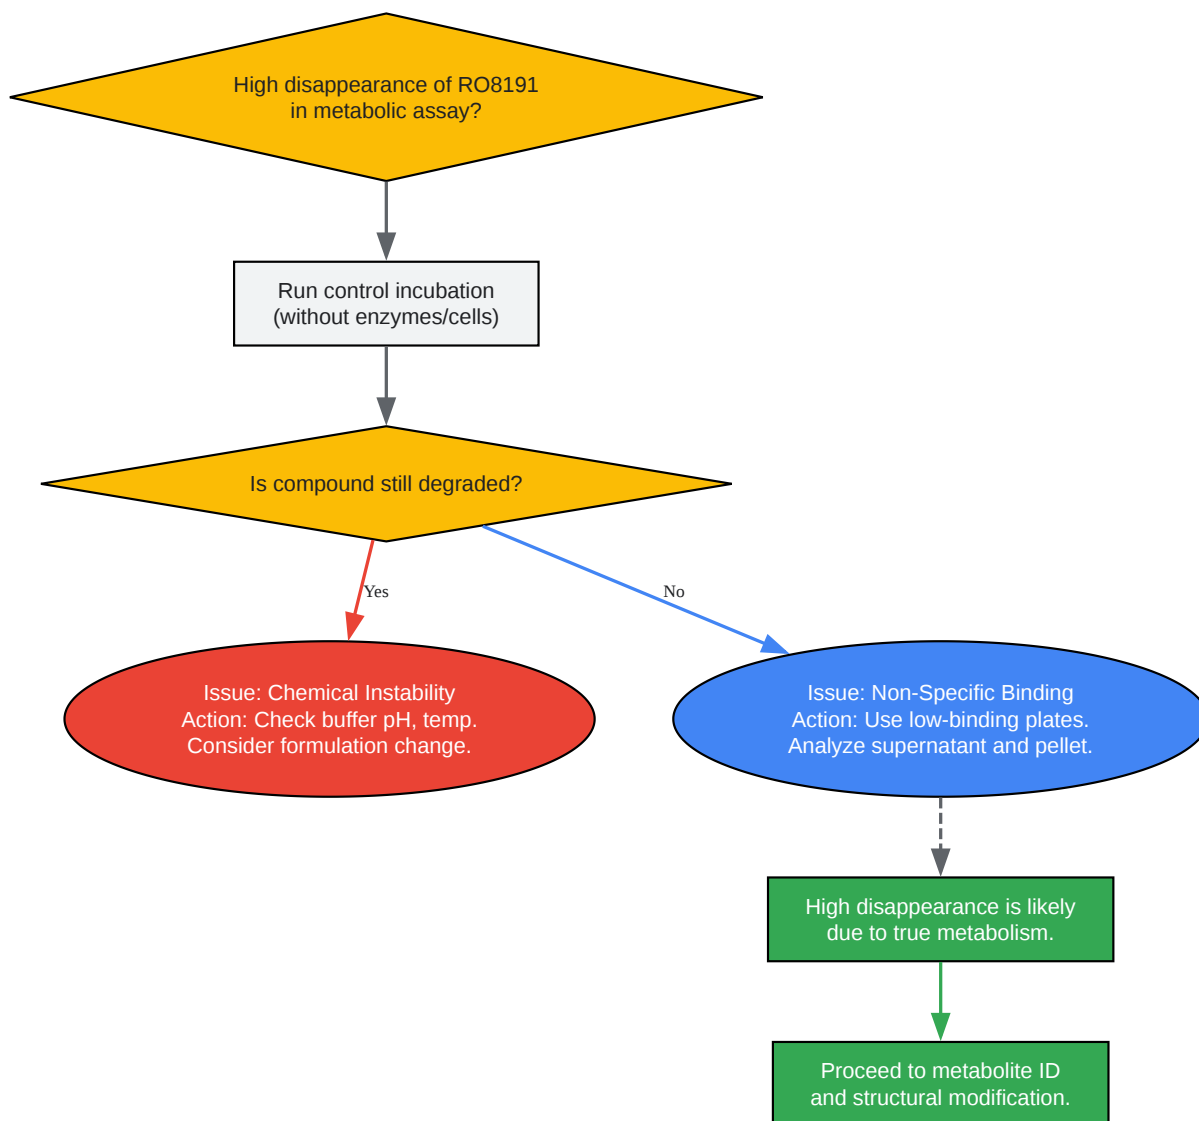 High disappearance of RO8191
in metabolic assay?
Run control incubation
(without enzymes/cells)
Is compound still degraded?
Yes
No
Issue: Chemical Instability
Action: Check buffer pH, temp.
Consider formulation change.
Issue: Non-Specific Binding
Action: Use low-binding plates.
Analyze supernatant and pellet.
High disappearance is likely
due to true metabolism.
Proceed to metabolite ID
and structural modification.